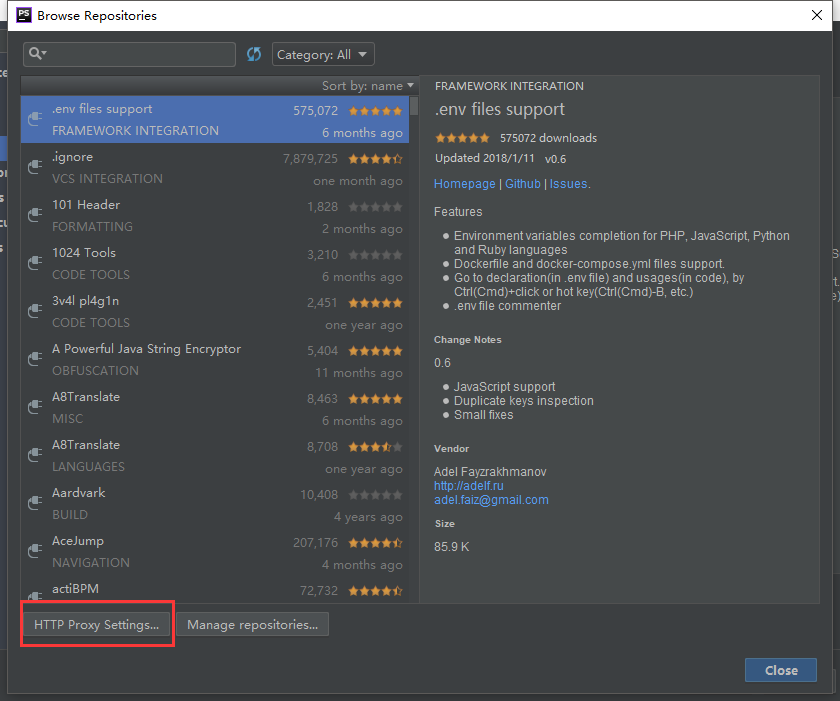 PS
Browse Repositories
Category: All
Sort by: name
.env files support 575,072
FRAMEWORK INTEGRATION 6 months ago
.ignore 7,879,725
VCS INTEGRATION one month ago
101 Header 1,828
FORMATTING 2 months ago
1024 Tools 3,210
CODE TOOLS 6 months ago
3v4l pl4g1n 2,451
CODE TOOLS one year ago
A Powerful Java String Encryptor 5,404
OBFUSCATION 11 months ago
A8Translate 8,463
MISC 6 months ago
A8Translate 8,708
LANGUAGES one year ago
Aardvark 10,408
BUILD 4 years ago
AceJump 207,176
NAVIGATION 4 months ago
actiBPM 72,732
HTTP Proxy Settings...
Manage repositories...
FRAMEWORK INTEGRATION
.env files support
575072 downloads
Updated 2018/1/11 v0.6
Homepage | Github | Issues.
Features
Environment variables completion for PHP, JavaScript, Python
and Ruby languages
Dockerfile and docker-compose.yml files support.
Go to declaration(in .env file) and usages(in code), by
Ctrl(Cmd)+click or hot key(Ctrl(Cmd)-B, etc.)
.env file commenter
Change Notes
0.6
JavaScript support
Duplicate keys inspection
Small fixes
Vendor
Adel Fayzrakhmanov
http://adelf.ru
adel.faiz@gmail.com
Size
85.9 K
Close